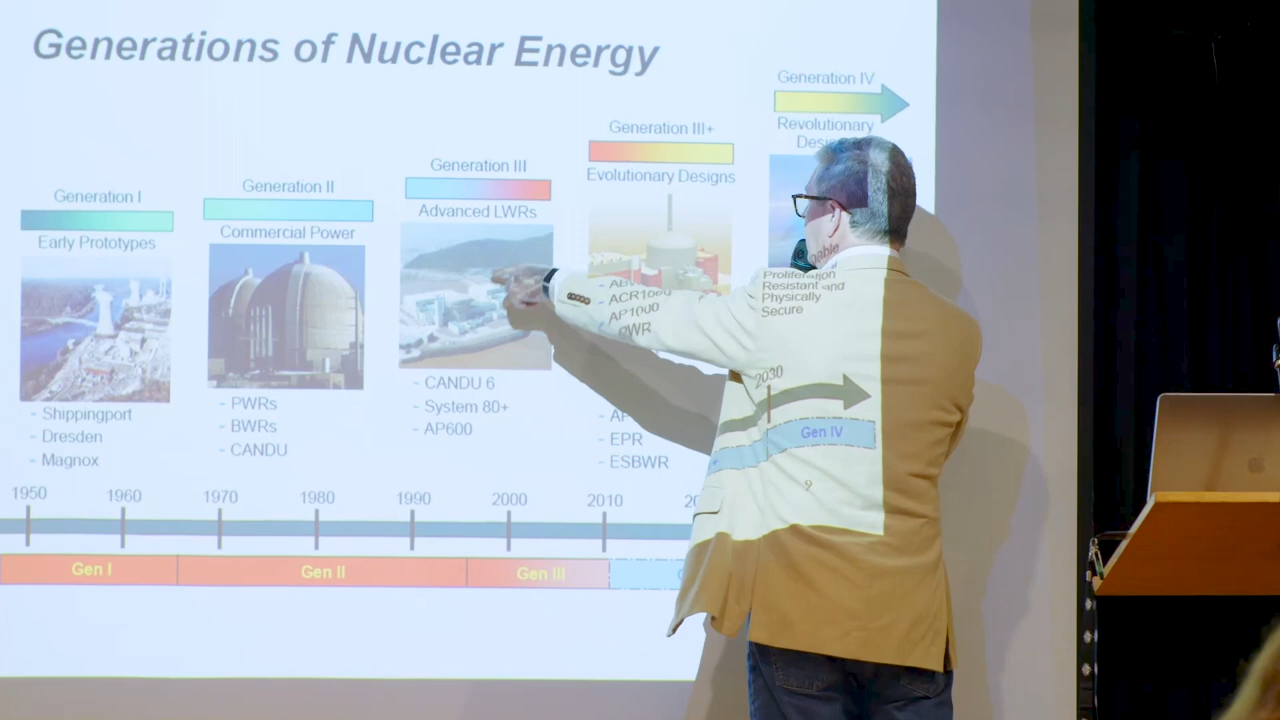 Generations of Nuclear Energy
Generation I
Early Prototypes
- Shippingport
- Dresden
- Magnox
Generation II
Commercial Power
- PWRs
- BWRs
- CANDU
Generation III
Advanced LWRs
- CANDU 6
- System 80+
- AP600
Generation III+
Evolutionary Designs
ACR1000
AP1000
- EPR
- ESBWR
Generation IV
Revolutionary
Proliferation
Resistant and
Physically
Secure
1950
1960
1970
1980
1990
2000
2010
2030
Gen I
Gen II
Gen III
Gen IV
9